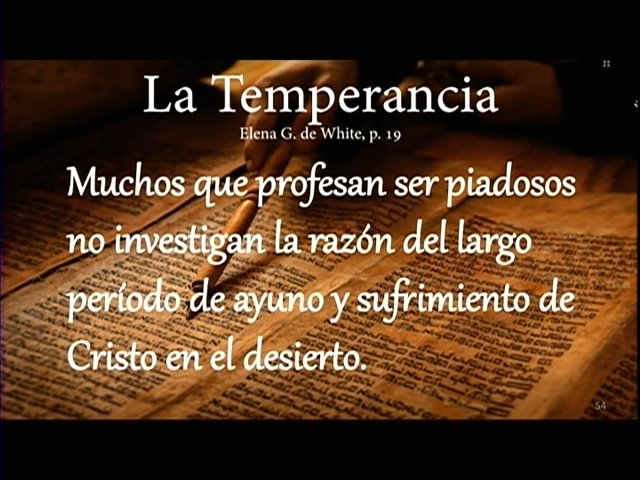 La Temperancia
Elena G. de White, p. 19
Muchos que profesan ser piadosos
no investigan la razón del largo
período de ayuno y sufrimiento de
Cristo en el desierto.
54